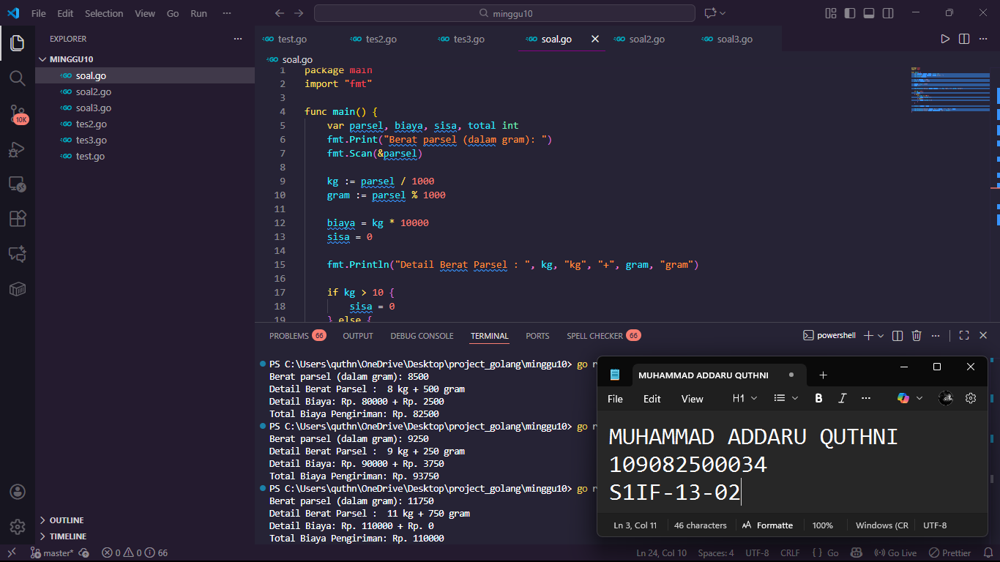 File Edit Selection View Go Run ···
minggu10
EXPLORER ···
MINGGU10
soal.go
soal2.go
soal3.go
tes2.go
tes3.go
test.go
10K
OUTLINE
TIMELINE
test.go tes2.go tes3.go soal.go soal2.go soal3.go
soal.go
1 package main
2 import "fmt"
3
4 func main() {
5 var parsel, biaya, sisa, total int
6 fmt.Print("Berat parsel (dalam gram): ")
7 fmt.Scan(&parsel)
8
9 kg := parsel / 1000
10 gram := parsel % 1000
11
12 biaya = kg * 10000
13 sisa = 0
14
15 fmt.Println("Detail Berat Parsel : ", kg, "kg", "+", gram, "gram")
16
17 if kg > 10 {
18 sisa = 0
19 } else {
PROBLEMS 66 OUTPUT DEBUG CONSOLE TERMINAL PORTS SPELL CHECKER 66
powershell
PS C:\Users\quthn\OneDrive\Desktop\project_golang\minggu10> go
Berat parsel (dalam gram): 8500
Detail Berat Parsel :  8 kg + 500 gram
Detail Biaya: Rp. 80000 + Rp. 2500
Total Biaya Pengiriman: Rp. 82500
PS C:\Users\quthn\OneDrive\Desktop\project_golang\minggu10> go
Berat parsel (dalam gram): 9250
Detail Berat Parsel :  9 kg + 250 gram
Detail Biaya: Rp. 90000 + Rp. 3750
Total Biaya Pengiriman: Rp. 93750
PS C:\Users\quthn\OneDrive\Desktop\project_golang\minggu10> go
Berat parsel (dalam gram): 11750
Detail Berat Parsel :  11 kg + 750 gram
Detail Biaya: Rp. 110000 + Rp. 0
Total Biaya Pengiriman: Rp. 110000
MUHAMMAD ADDARU QUTHNI
File Edit View H1 B I ···
MUHAMMAD ADDARU QUTHNI
109082500034
S1IF-13-02
Ln 3, Col 11 46 characters Formatte 100% Windows (CR UTF-8
master* 0 0 66
Ln 24, Col 10 Spaces: 4 UTF-8 CRLF { } Go Go Live Prettier